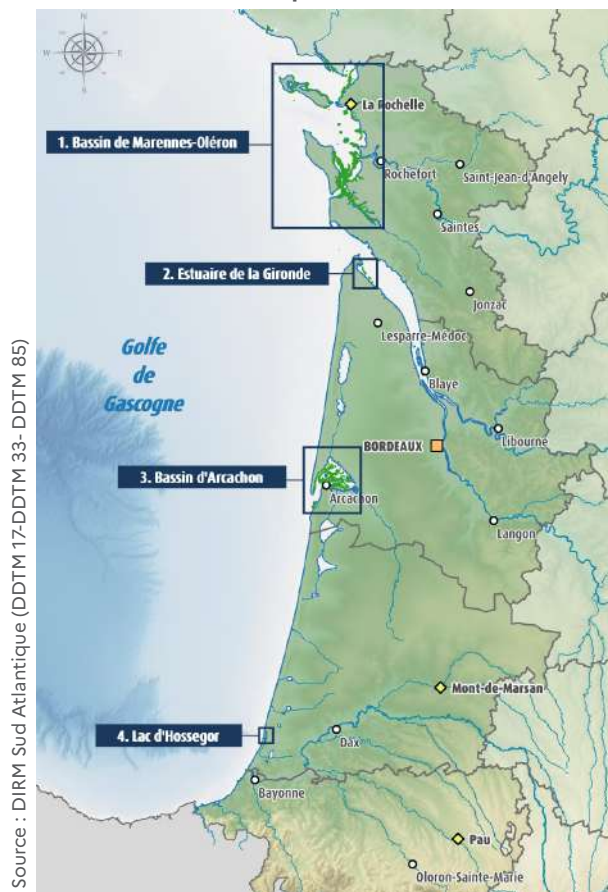 N
W
E
S
La Rochelle
1. Bassin de Marennes-Oléron
Rochefort
Saint-Jean-d'Angely
Saintes
2. Estuaire de la Gironde
Jonzac
Lesparre-Médoc
Golfe
de
Gascogne
Blaye
Libourne
BORDEAUX
3. Bassin d'Arcachon
Arcachon
Langon
Mont-de-Marsan
4. Lac d'Hossegor
Dax
Bayonne
Pau
Oloron-Sainte-Marie
Source : DIRM Sud Atlantique (DDTM 17-DDTM 33- DDTM 85)